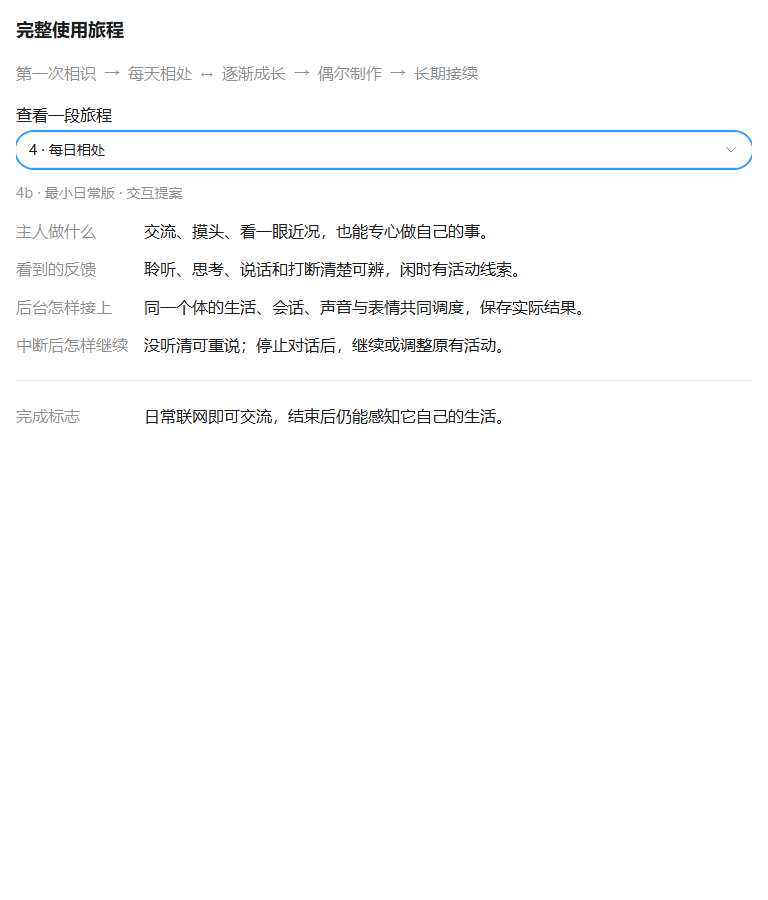 完整使用旅程
第一次相识 → 每天相处 ↔ 逐渐成长 → 偶尔制作 → 长期接续
查看一段旅程
4 · 每日相处
4b · 最小日常版 · 交互提案
主人做什么 交流、摸头、看一眼近况，也能专心做自己的事。
看到的反馈 聆听、思考、说话和打断清楚可辨，闲时有活动线索。
后台怎样接上 同一个体的生活、会话、声音与表情共同调度，保存实际结果。
中断后怎样继续 没听清可重说；停止对话后，继续或调整原有活动。
完成标志 日常联网即可交流，结束后仍能感知它自己的生活。